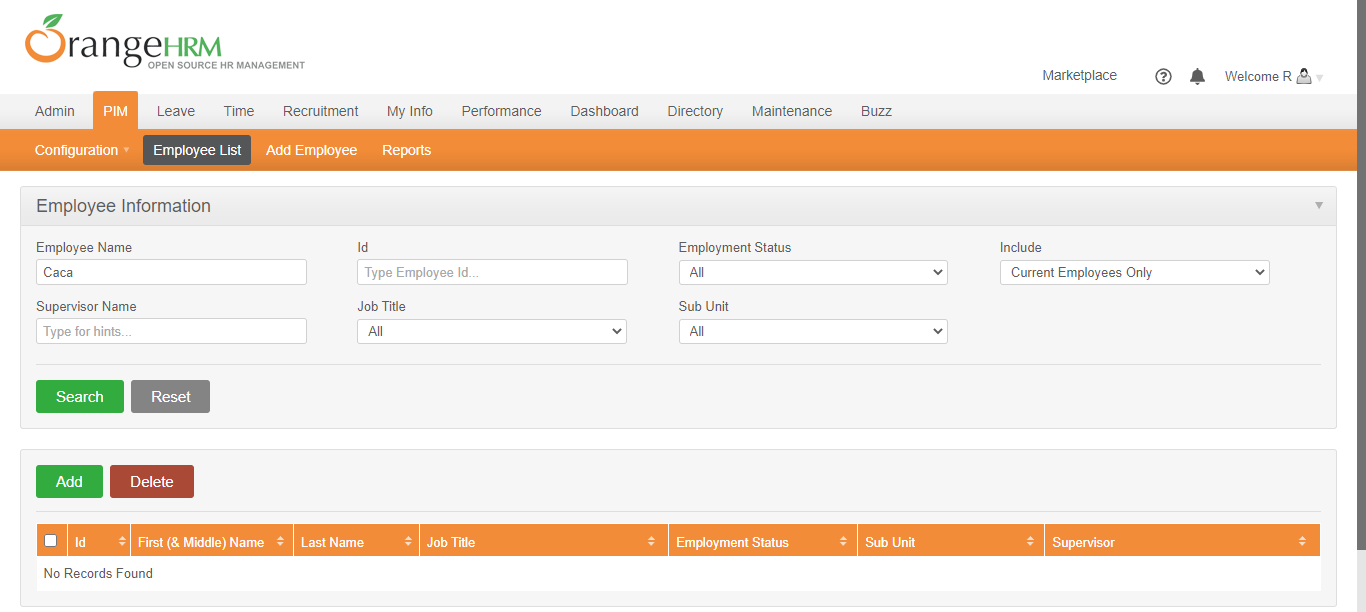 OrangeHRM
OPEN SOURCE HR MANAGEMENT
Marketplace ? Welcome R
Admin PIM Leave Time Recruitment My Info Performance Dashboard Directory Maintenance Buzz
Configuration Employee List Add Employee Reports
Employee Information
Employee Name Id Employment Status Include
Caca Type Employee Id... All Current Employees Only
Supervisor Name Job Title Sub Unit
Type for hints... All All
Search Reset
Add Delete
Id First (& Middle) Name Last Name Job Title Employment Status Sub Unit Supervisor
No Records Found